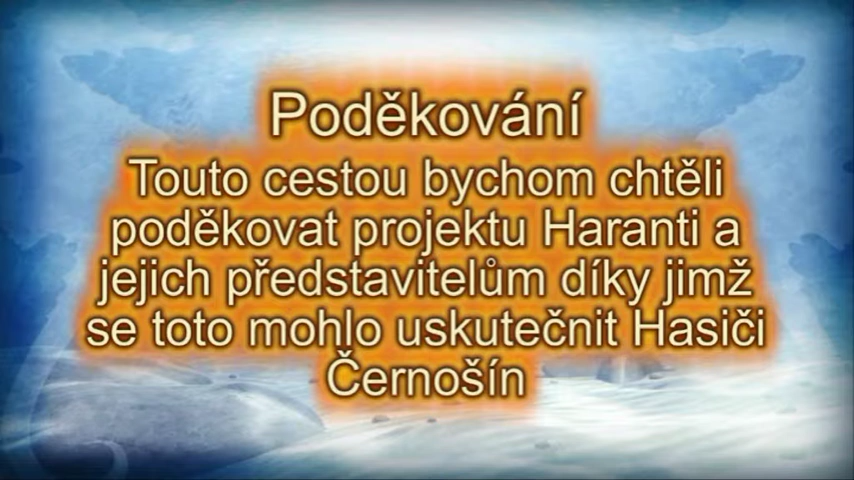 Poděkování
Touto cestou bychom chtěli
poděkovat projektu Haranti a
jejich představitelům díky jimž
se toto mohlo uskutečnit Hasiči
Černošín